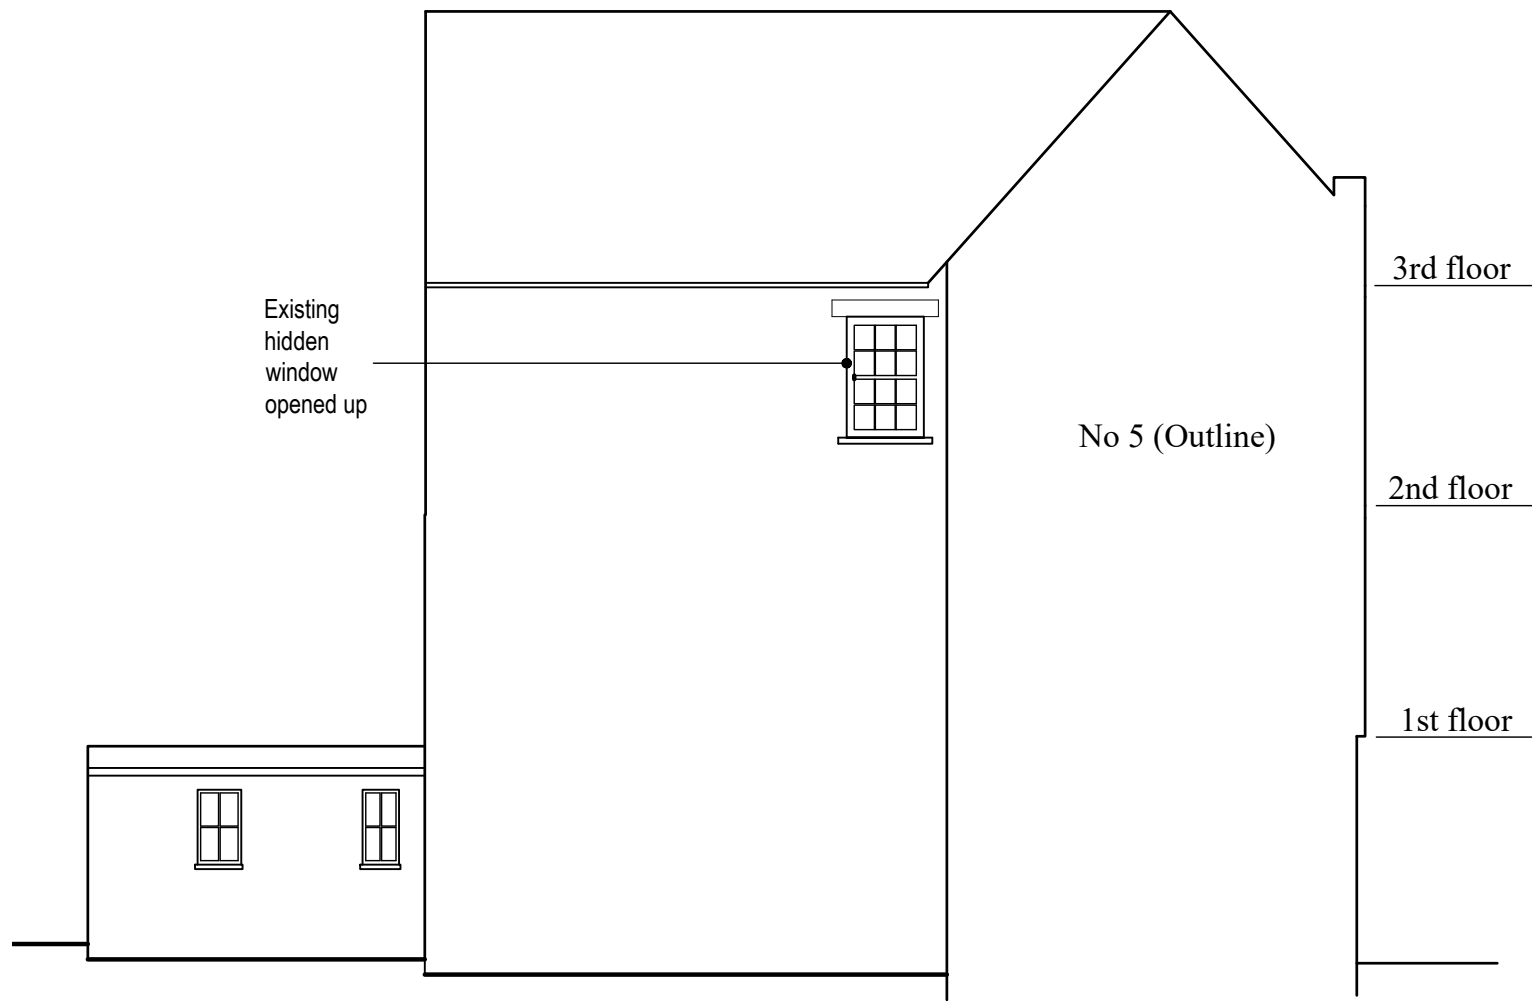 3rd floor
Existing
hidden
window
opened up
No 5 (Outline)
2nd floor
1st floor